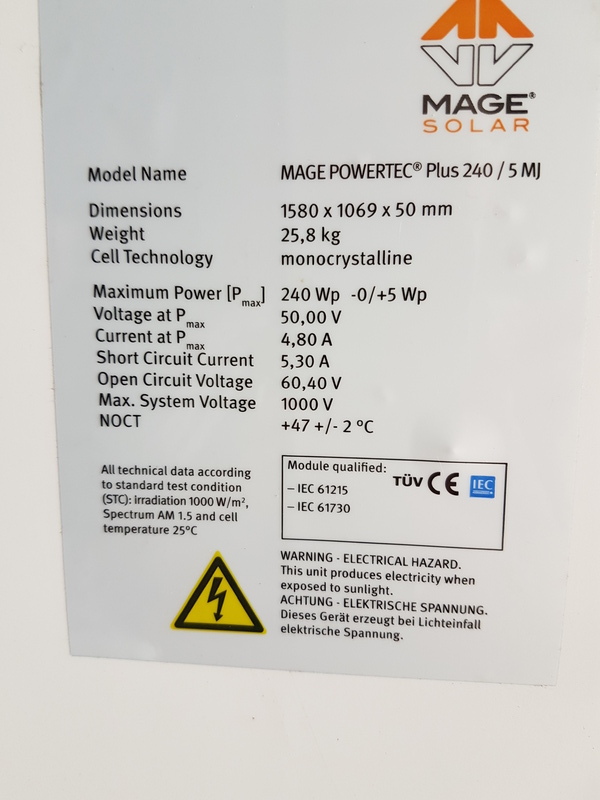 MAGE®
SOLAR
Model Name MAGE POWERTEC® Plus 240 / 5 MJ
Dimensions 1580 x 1069 x 50 mm
Weight 25,8 kg
Cell Technology monocrystalline
Maximum Power [Pmax] 240 Wp -0/+5 Wp
Voltage at Pmax 50,00 V
Current at Pmax 4,80 A
Short Circuit Current 5,30 A
Open Circuit Voltage 60,40 V
Max. System Voltage 1000 V
NOCT +47 +/- 2 °C
All technical data according
to standard test condition
(STC): Irradiation 1000 W/m²,
Spectrum AM 1.5 and cell
temperature 25°C
Module qualified:
– IEC 61215
– IEC 61730
TÜV CE IEC
WARNING - ELECTRICAL HAZARD.
This unit produces electricity when
exposed to sunlight.
ACHTUNG - ELEKTRISCHE SPANNUNG.
Dieses Gerät erzeugt bei Lichteinfall
elektrische Spannung.